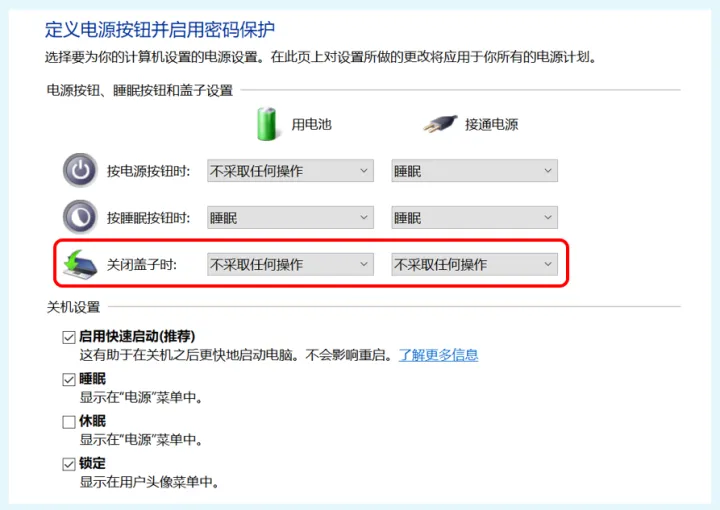 定义电源按钮并启用密码保护
选择要为你的计算机设置的电源设置。在此页上对设置所做的更改将应用于你所有的电源计划。
电源按钮、睡眠按钮和盖子设置
用电池 接通电源
按电源按钮时: 不采取任何操作 睡眠
按睡眠按钮时: 睡眠 睡眠
关闭盖子时: 不采取任何操作 不采取任何操作
关机设置
启用快速启动(推荐)
这有助于在关机之后更快地启动电脑。不会影响重启。了解更多信息
睡眠
显示在“电源”菜单中。
休眠
显示在“电源”菜单中。
锁定
显示在用户头像菜单中。